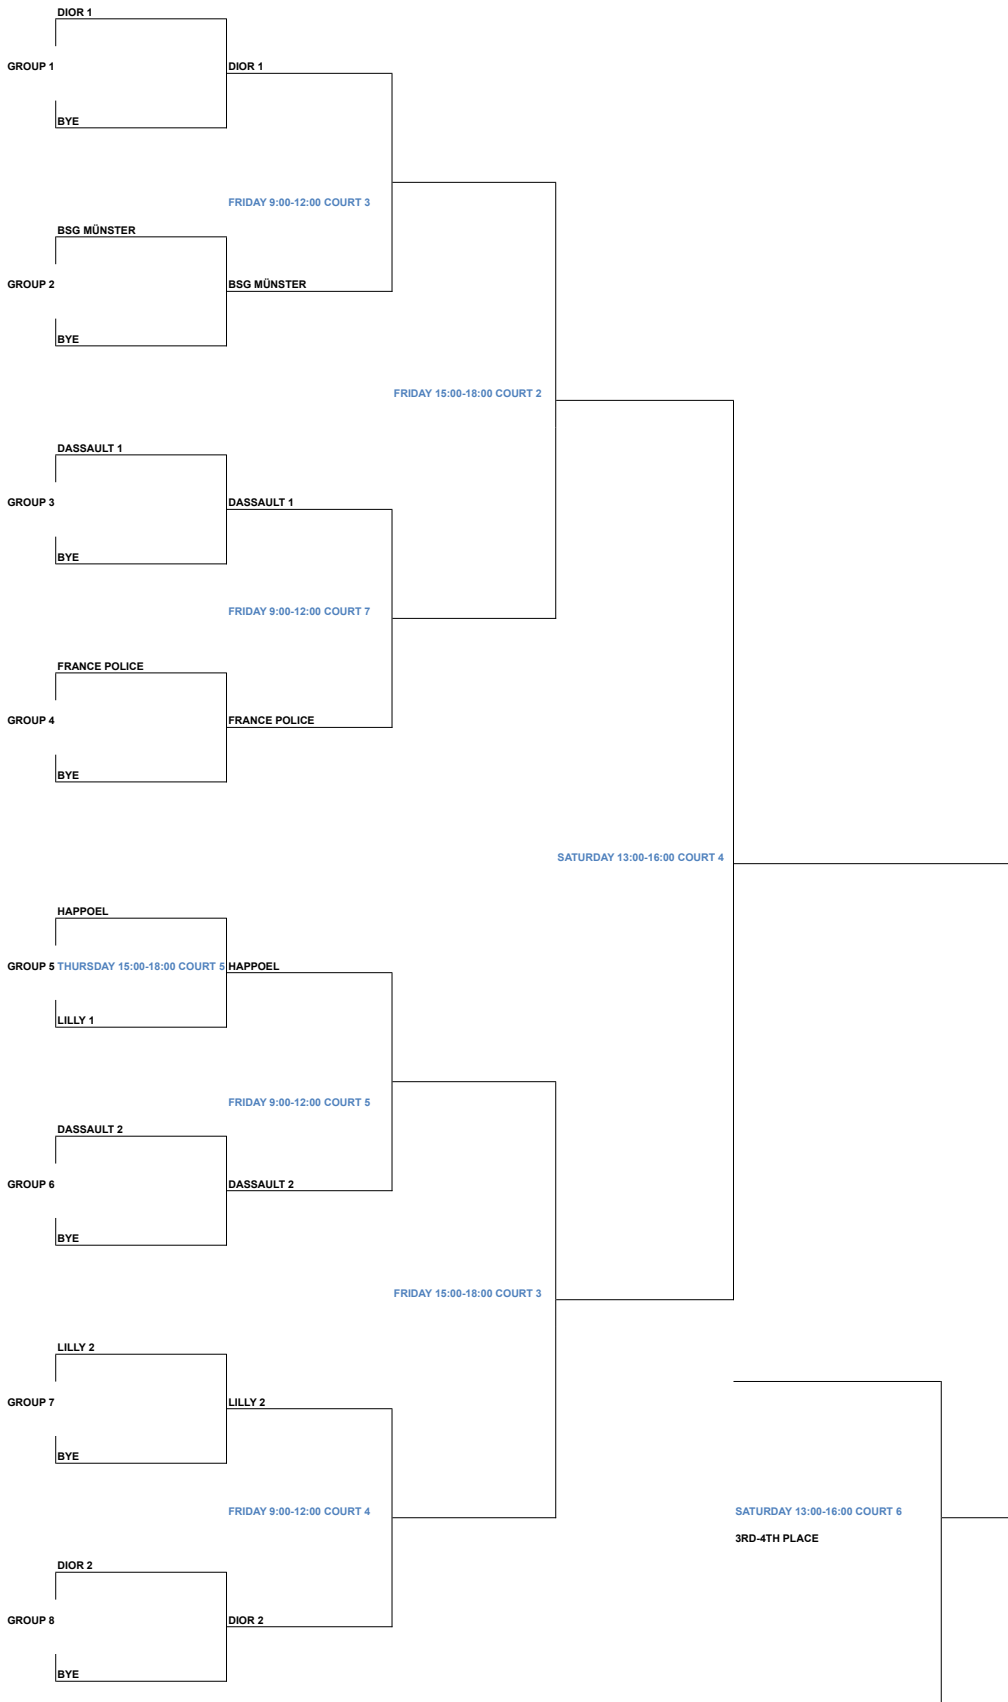 DIOR 1
GROUP 1
DIOR 1
BYE
FRIDAY 9:00-12:00 COURT 3
BSG MÜNSTER
GROUP 2
BSG MÜNSTER
BYE
FRIDAY 15:00-18:00 COURT 2
DASSAULT 1
GROUP 3
DASSAULT 1
BYE
FRIDAY 9:00-12:00 COURT 7
FRANCE POLICE
GROUP 4
FRANCE POLICE
BYE
SATURDAY 13:00-16:00 COURT 4
HAPPOEL
GROUP 5 THURSDAY 15:00-18:00 COURT 5 HAPPOEL
LILLY 1
FRIDAY 9:00-12:00 COURT 5
DASSAULT 2
GROUP 6
DASSAULT 2
BYE
FRIDAY 15:00-18:00 COURT 3
LILLY 2
GROUP 7
LILLY 2
BYE
FRIDAY 9:00-12:00 COURT 4
SATURDAY 13:00-16:00 COURT 6
3RD-4TH PLACE
DIOR 2
GROUP 8
DIOR 2
BYE